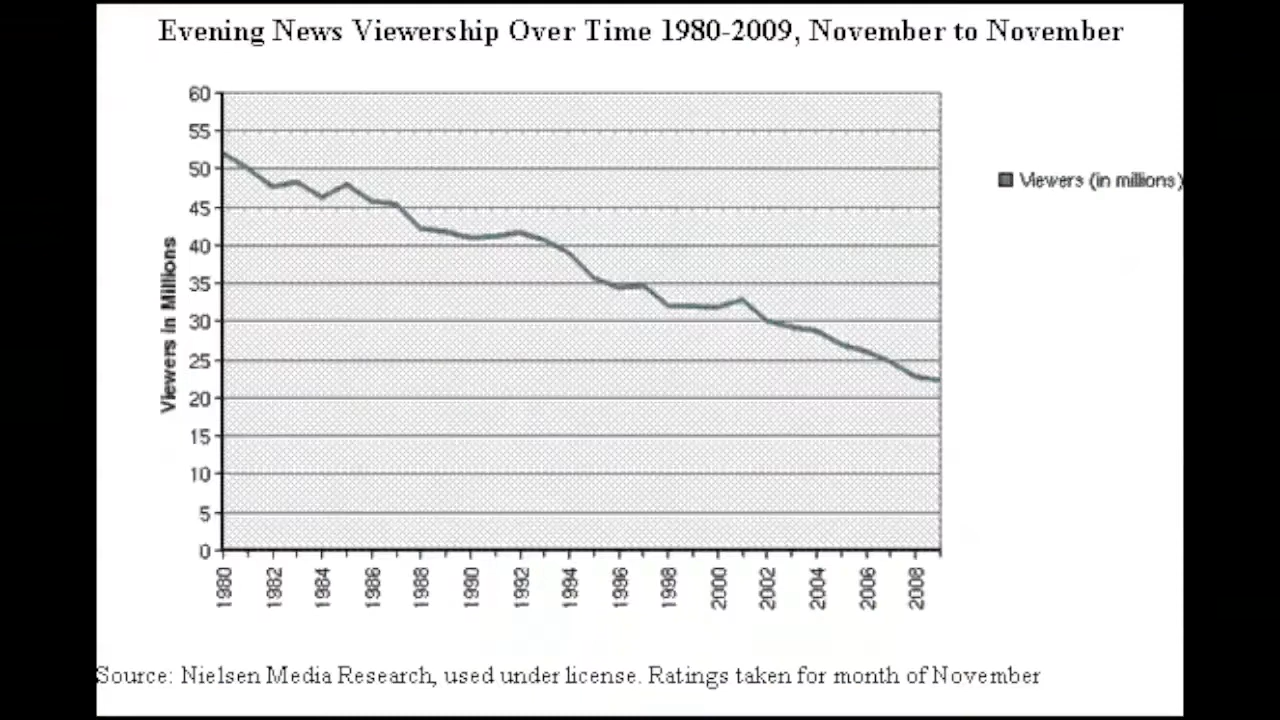 Evening News Viewership Over Time 1980-2009, November to November
60
55
50
45
40
35
30
25
20
15
10
5
0
Viewers in Millions
Viewers (in millions)
1980 1982 1984 1986 1988 1990 1992 1994 1996 1998 2000 2002 2004 2006 2008
Source: Nielsen Media Research, used under license. Ratings taken for month of November